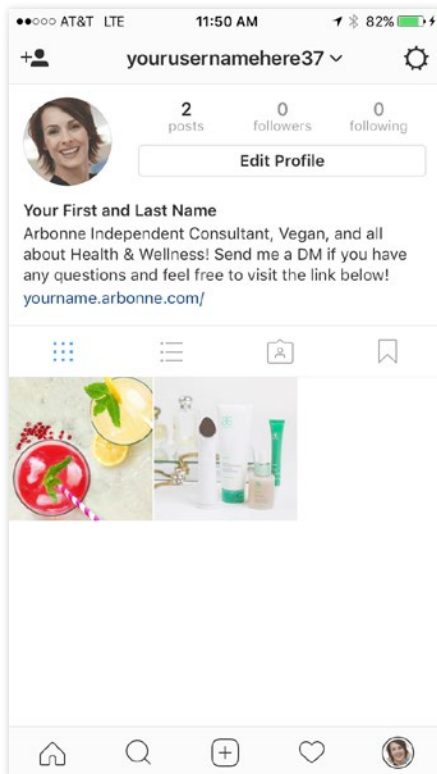 AT&T LTE 11:50 AM 82%
yourusernamehere37
2 0 0
posts followers following
Edit Profile
Your First and Last Name
Arbonne Independent Consultant, Vegan, and all
about Health & Wellness! Send me a DM if you have
any questions and feel free to visit the link below!
yourname.arbonne.com/